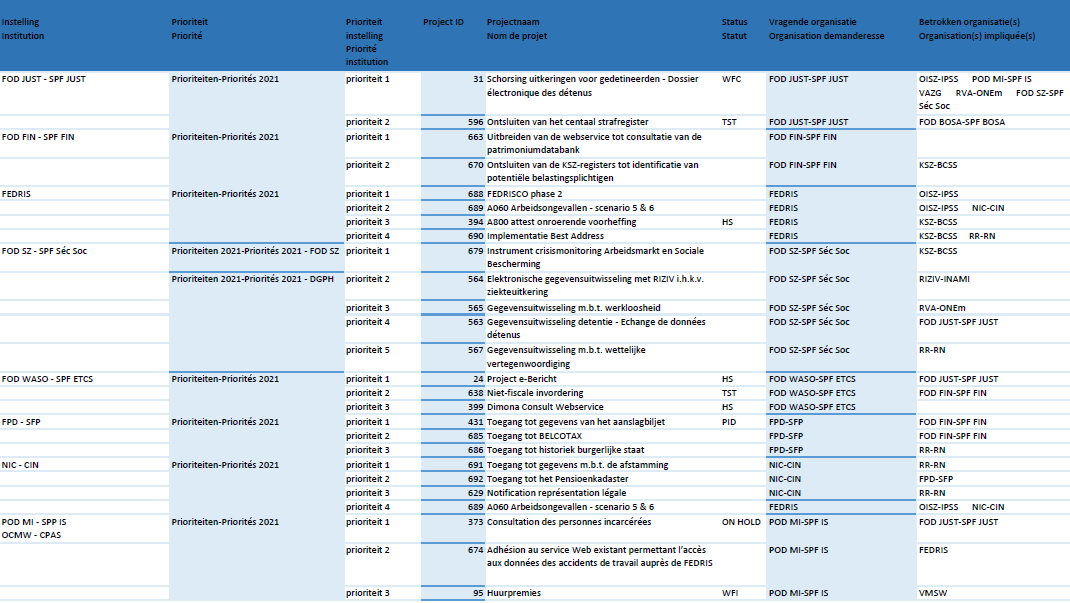 Instelling Prioriteit Prioriteit Project ID Projectnaam Status Vragende organisatie Betrokken organisatie(s)
Institution Priorité instelling Nom de projet Statut Organisation demanderesse Organisation(s) impliquée(s)
Priorité
institution
FOD JUST - SPF JUST Prioriteiten-Priorités 2021 prioriteit 1 31 Schorsing uitkeringen voor gedetineerden - Dossier WFC FOD JUST-SPF JUST OISZ-IPSS POD MI-SPF IS
électronique des détenus VAZG RVA-ONEm FOD SZ-SPF
Séc Soc
prioriteit 2 596 Ontsluiten van het centaal strafregister TST FOD JUST-SPF JUST FOD BOSA-SPF BOSA
FOD FIN - SPF FIN Prioriteiten-Priorités 2021 prioriteit 1 663 Uitbreiden van de webservice tot consultatie van de FOD FIN-SPF FIN
patrimoniumdatabank
prioriteit 2 670 Ontsluiten van de KSZ-registers tot identificatie van FOD FIN-SPF FIN KSZ-BCSS
potentiële belastingsplichtigen
FEDRIS Prioriteiten-Priorités 2021 prioriteit 1 688 FEDRISCO phase 2 FEDRIS OISZ-IPSS
prioriteit 2 689 A060 Arbeidsongevallen - scenario 5 & 6 FEDRIS OISZ-IPSS NIC-CIN
prioriteit 3 394 A800 attest onroerende voorheffing HS FEDRIS KSZ-BCSS
prioriteit 4 690 Implementatie Best Address FEDRIS KSZ-BCSS RR-RN
FOD SZ - SPF Séc Soc Prioriteiten 2021-Priorités 2021 - FOD SZ prioriteit 1 679 Instrument crisismonitoring Arbeidsmarkt en Sociale FOD SZ-SPF Séc Soc KSZ-BCSS
Bescherming
Prioriteiten 2021-Priorités 2021 - DGPH prioriteit 2 564 Elektronische gegevensuitwisseling met RIZIV i.h.k.v. FOD SZ-SPF Séc Soc RIZIV-INAMI
ziekteuitkering
prioriteit 3 565 Gegevensuitwisseling m.b.t. werkloosheid FOD SZ-SPF Séc Soc RVA-ONEm
prioriteit 4 563 Gegevensuitwisseling detentie - Echange de données FOD SZ-SPF Séc Soc FOD JUST-SPF JUST
détenus
prioriteit 5 567 Gegevensuitwisseling m.b.t. wettelijke FOD SZ-SPF Séc Soc RR-RN
vertegenwoordiging
FOD WASO - SPF ETCS Prioriteiten-Priorités 2021 prioriteit 1 24 Project e-Bericht HS FOD WASO-SPF ETCS FOD JUST-SPF JUST
prioriteit 2 638 Niet-fiscale invordering TST FOD WASO-SPF ETCS FOD FIN-SPF FIN
prioriteit 3 399 Dimona Consult Webservice HS FOD WASO-SPF ETCS
FPD - SFP Prioriteiten-Priorités 2021 prioriteit 1 431 Toegang tot gegevens van het aanslagbiljet PID FPD-SFP FOD FIN-SPF FIN
prioriteit 2 685 Toegang tot BELCOTAX FPD-SFP FOD FIN-SPF FIN
prioriteit 3 686 Toegang tot historiek burgerlijke staat FPD-SFP RR-RN
NIC - CIN Prioriteiten-Priorités 2021 prioriteit 1 691 Toegang tot gegevens m.b.t. de afstamming NIC-CIN RR-RN
prioriteit 2 692 Toegang tot het Pensioenkadaster NIC-CIN FPD-SFP
prioriteit 3 629 Notification représentation légale NIC-CIN RR-RN
prioriteit 4 689 A060 Arbeidsongevallen - scenario 5 & 6 FEDRIS OISZ-IPSS NIC-CIN
POD MI - SPP IS Prioriteiten-Priorités 2021 prioriteit 1 373 Consultation des personnes incarcérées ON HOLD POD MI-SPF IS FOD JUST-SPF JUST
OCMW - CPAS
prioriteit 2 674 Adhésion au service Web existant permettant l'accès POD MI-SPF IS FEDRIS
aux données des accidents de travail auprès de FEDRIS
prioriteit 3 95 Huurpremies WFI POD MI-SPF IS VMSW